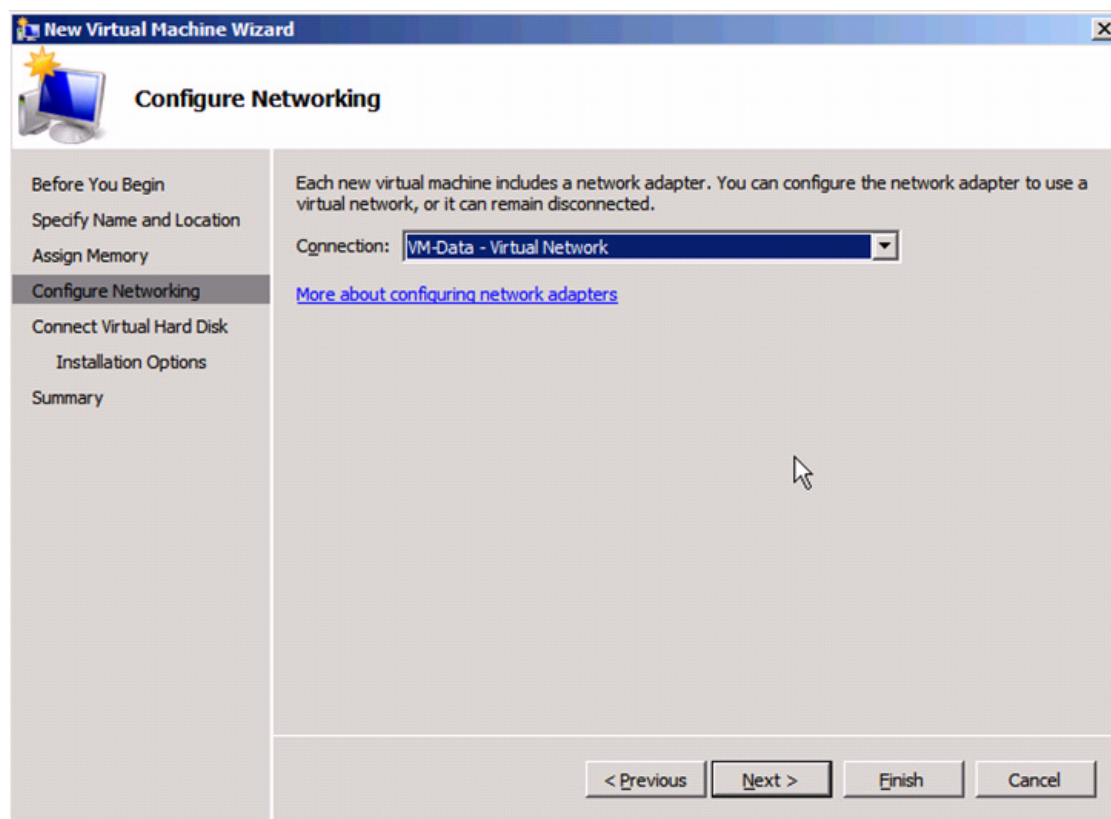 New Virtual Machine Wizard
Configure Networking
Before You Begin
Specify Name and Location
Assign Memory
Configure Networking
Connect Virtual Hard Disk
Installation Options
Summary
Each new virtual machine includes a network adapter. You can configure the network adapter to use a
virtual network, or it can remain disconnected.
Connection: VM-Data - Virtual Network
More about configuring network adapters
< Previous Next > Finish Cancel